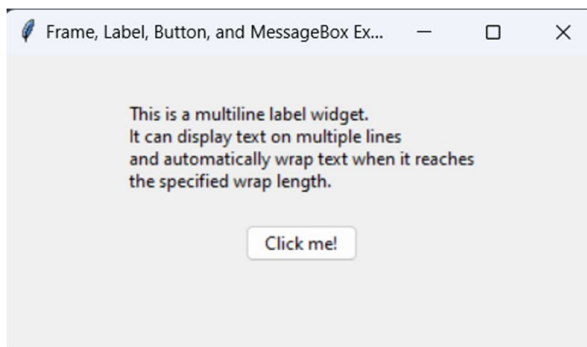 Frame, Label, Button, and MessageBox Ex...
This is a multiline label widget.
It can display text on multiple lines
and automatically wrap text when it reaches
the specified wrap length.
Click me!